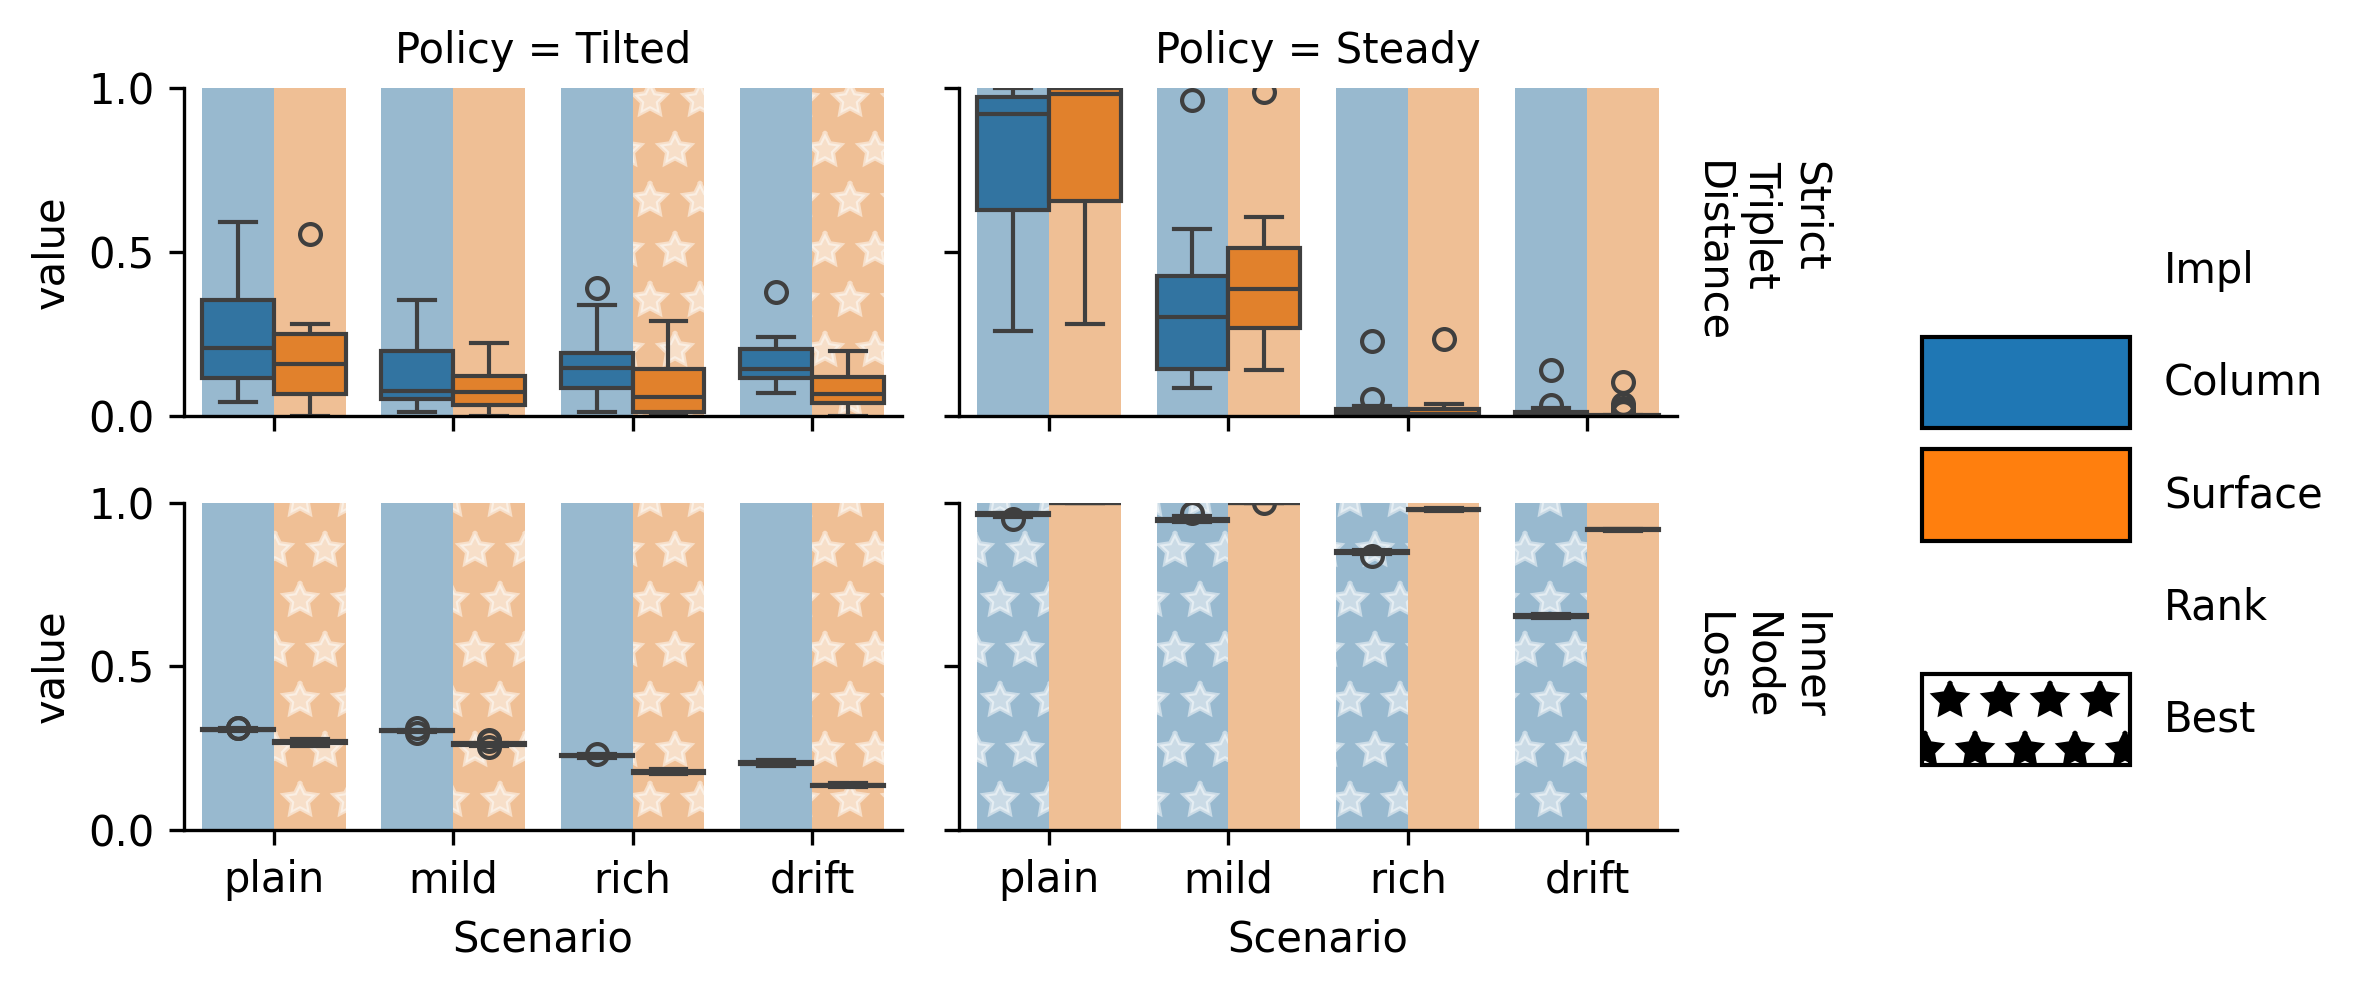 Policy = Tilted
Policy = Steady
1.0
0.5
0.0
value
Strict
Triplet
Distance
1.0
0.5
0.0
value
Inner
Node
Loss
plain mild rich drift
plain mild rich drift
Scenario
Scenario
Impl
Column
Surface
Rank
Best